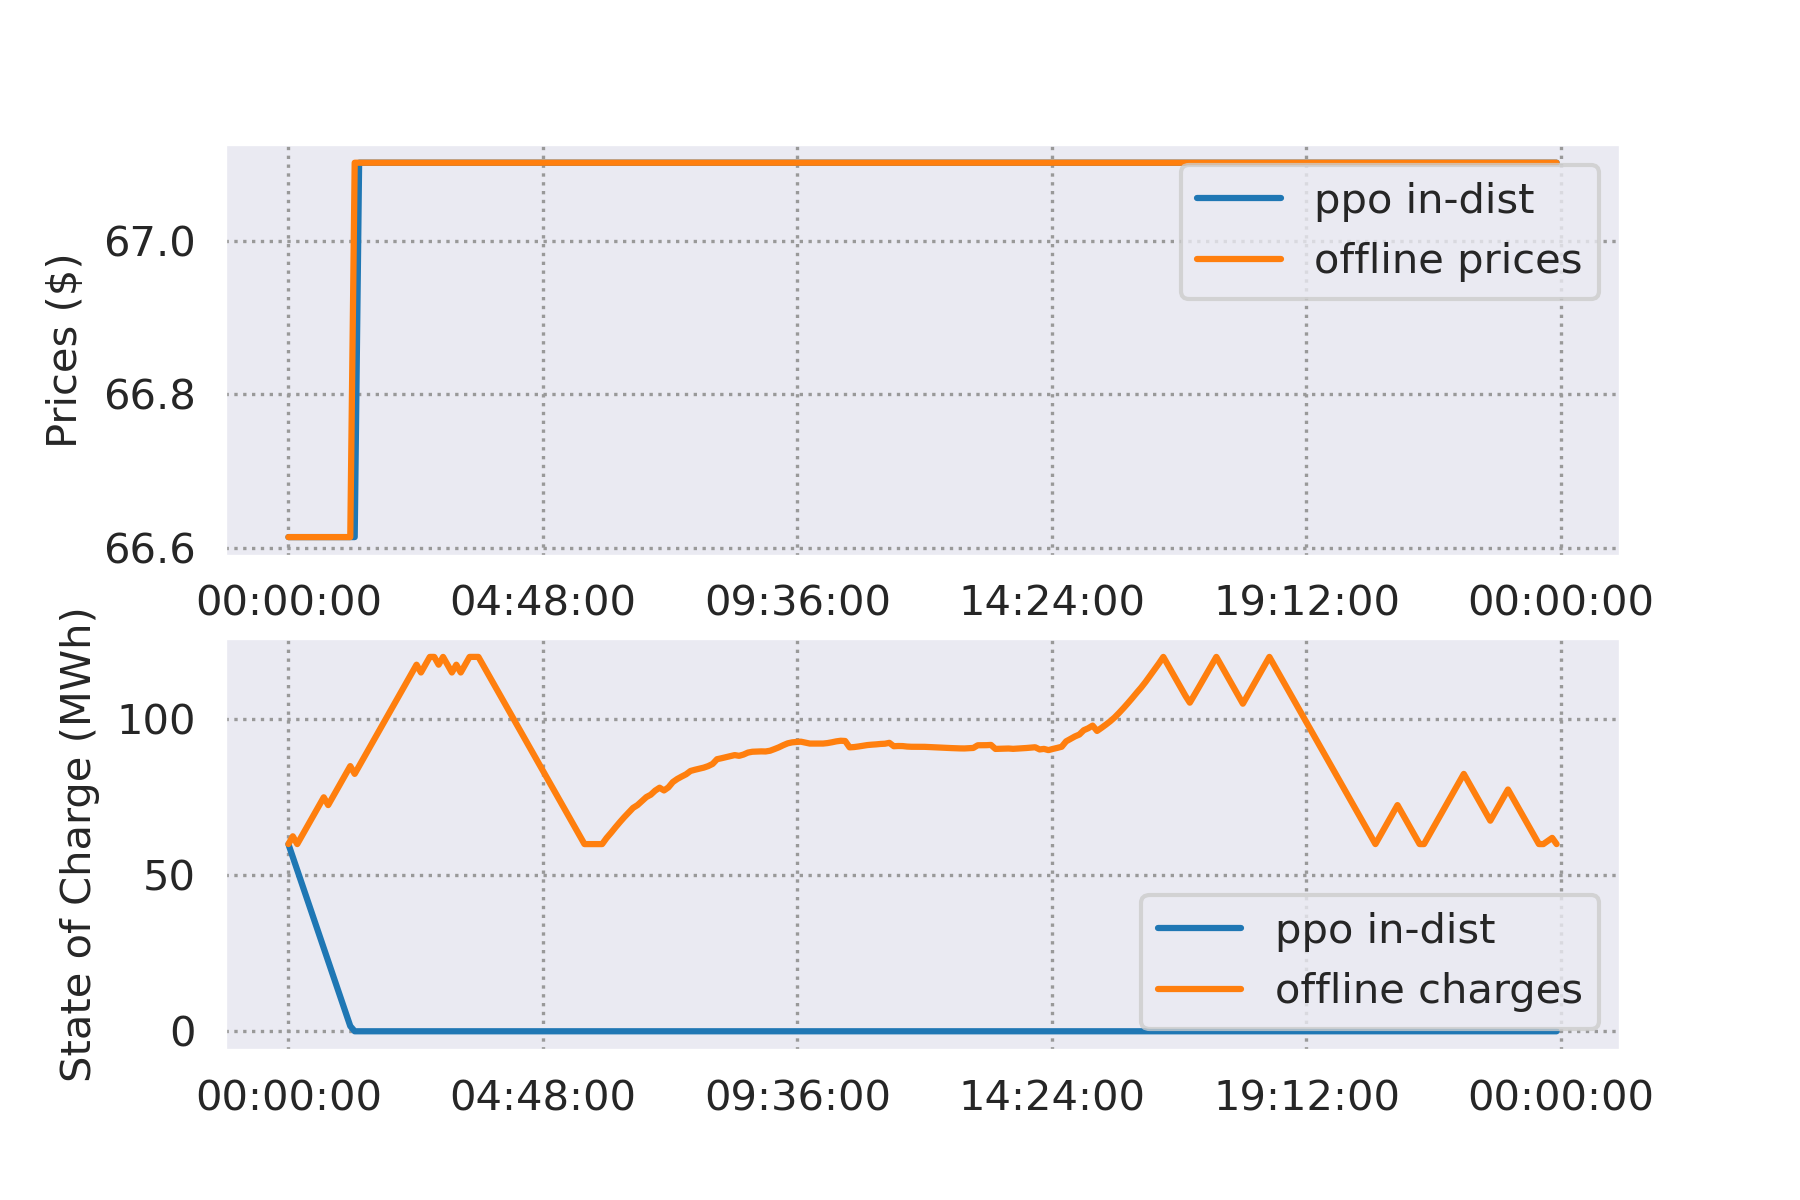 Prices ($)
67.0
66.8
66.6
ppo in-dist
offline prices
00:00:00 04:48:00 09:36:00 14:24:00 19:12:00 00:00:00
State of Charge (MWh)
100
50
0
ppo in-dist
offline charges
00:00:00 04:48:00 09:36:00 14:24:00 19:12:00 00:00:00